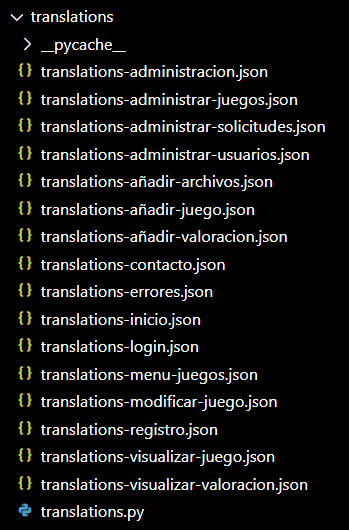 translations
__pycache__
translations-administracion.json
translations-administrar-juegos.json
translations-administrar-solicitudes.json
translations-administrar-usuarios.json
translations-añadir-archivos.json
translations-añadir-juego.json
translations-añadir-valoracion.json
translations-contacto.json
translations-errores.json
translations-inicio.json
translations-login.json
translations-menu-juegos.json
translations-modificar-juego.json
translations-registro.json
translations-visualizar-juego.json
translations-visualizar-valoracion.json
translations.py